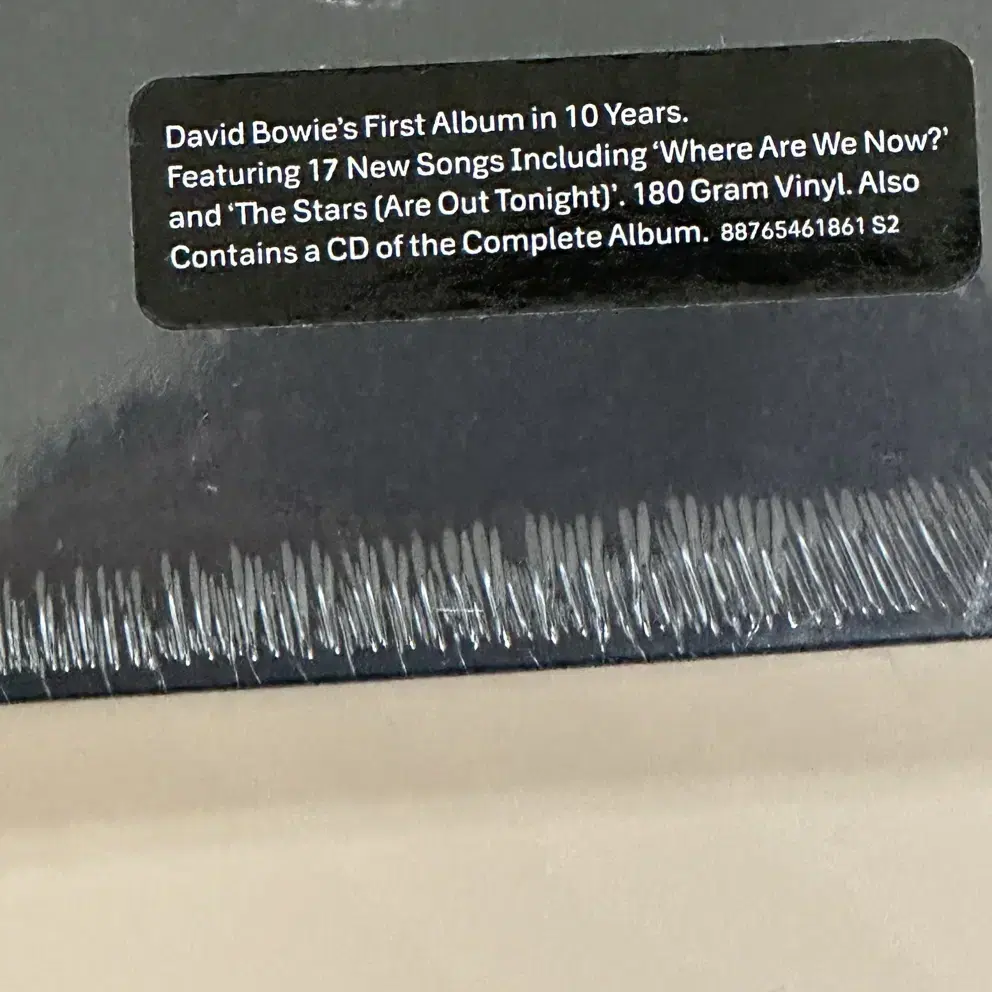 David Bowie's First Album in 10 Years.
Featuring 17 New Songs Including ‘Where Are We Now?’
and ‘The Stars (Are Out Tonight)’. 180 Gram Vinyl. Also
Contains a CD of the Complete Album. 88765461861 S2